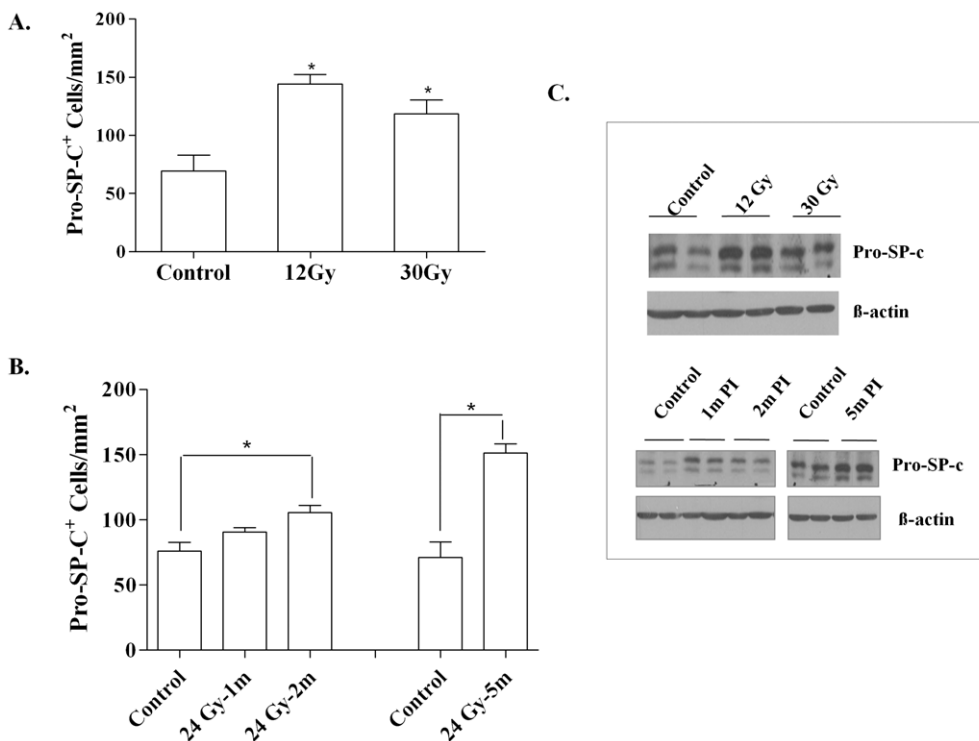 A.
Pro-SP-C+ Cells/mm2
200
150
100
50
0
*
*
Control
12Gy
30Gy
B.
Pro-SP-C+ Cells/mm2
200
150
100
50
0
*
*
Control
24 Gy-1m
24 Gy-2m
Control
24 Gy-5m
C.
Control
12 Gy
30 Gy
Pro-SP-c
ß-actin
Control
1m PI
2m PI
Control
5m PI
Pro-SP-c
ß-actin